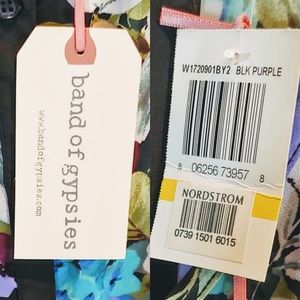 band of gypsies
www.bandofgypsies.com
W1720901BY2 BLK PURPLE
8 06256 73957 8
NORDSTROM
0739 1501 6015